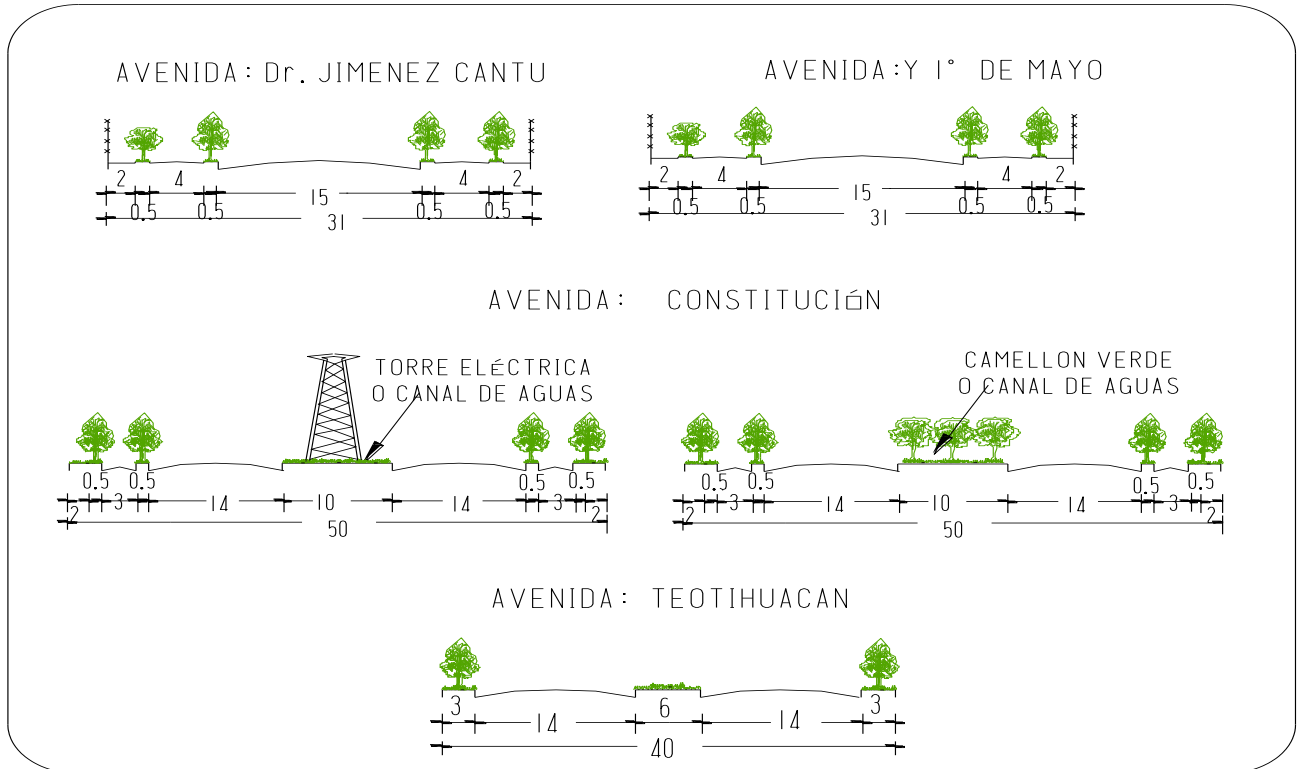 AVENIDA: Dr. JIMENEZ CANTU
2 4 15 4 2
0.5 0.5 0.5 0.5
31
AVENIDA:Y 1° DE MAYO
2 4 15 4 2
0.5 0.5 0.5 0.5
31
AVENIDA: CONSTITUCIÓN
TORRE ELÉCTRICA
O CANAL DE AGUAS
0.5 0.5 0.5 0.5
3 14 10 14 3
2 2
50
CAMELLON VERDE
O CANAL DE AGUAS
0.5 0.5 0.5 0.5
3 14 10 14 3
2 2
50
AVENIDA: TEOTIHUACAN
3 6 3
14 14
40